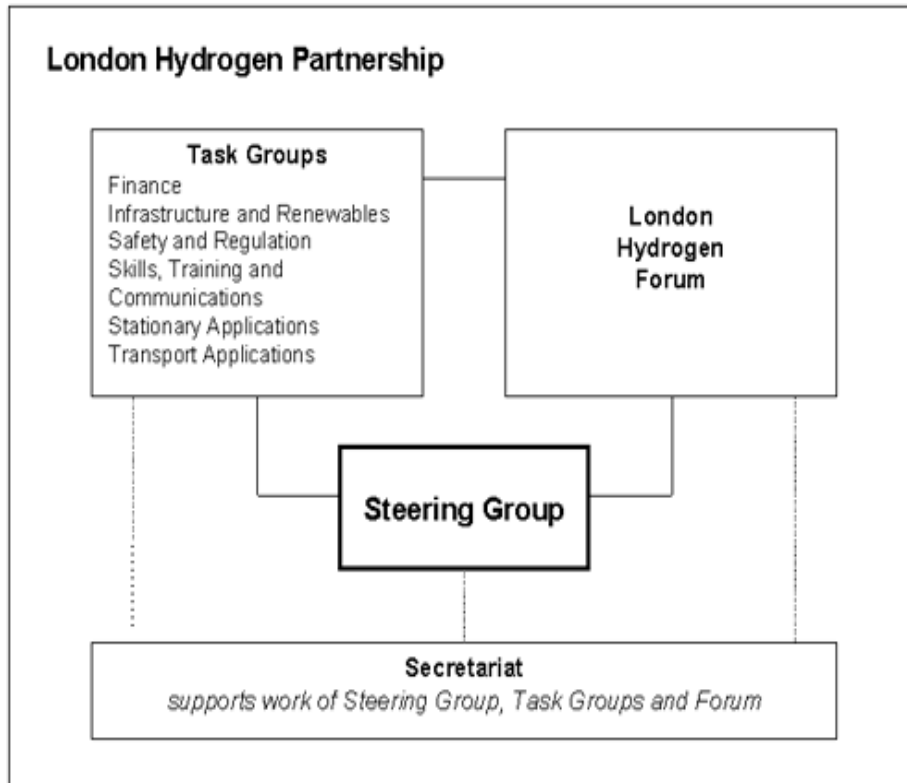 London Hydrogen Partnership
Task Groups
Finance
Infrastructure and Renewables
Safety and Regulation
Skills, Training and
Communications
Stationary Applications
Transport Applications
London
Hydrogen
Forum
Steering Group
Secretariat
supports work of Steering Group, Task Groups and Forum